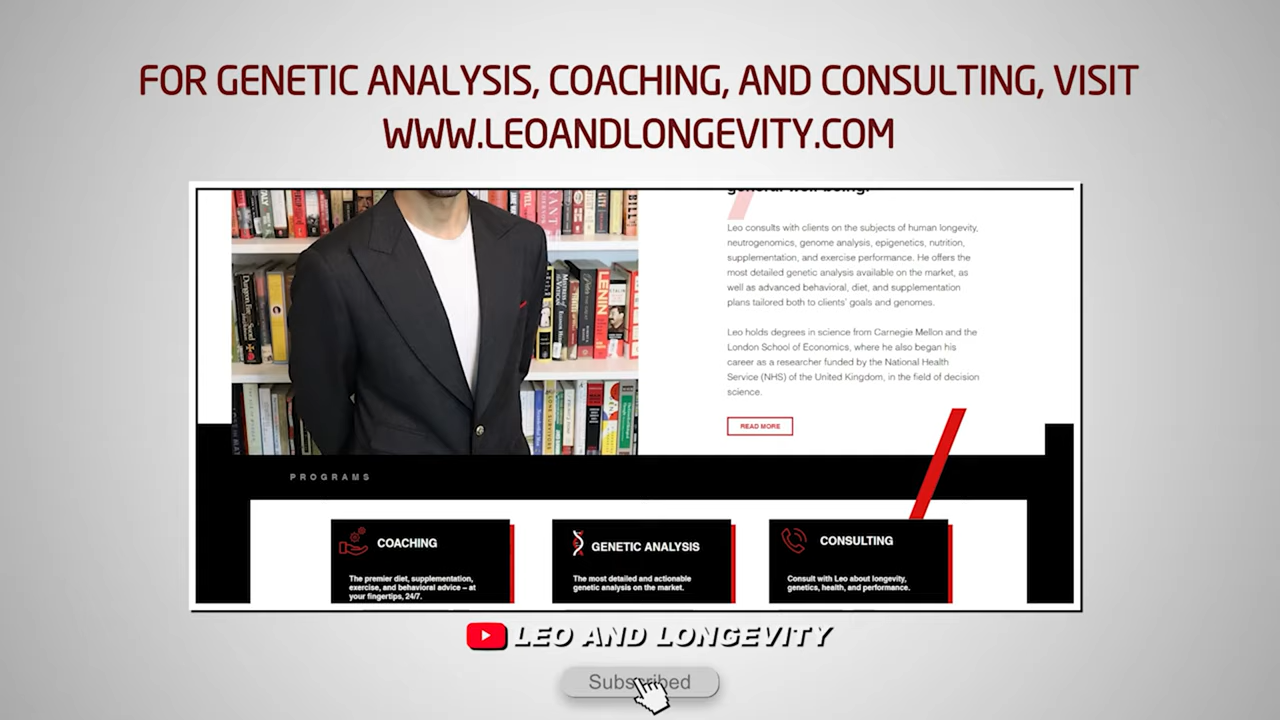 FOR GENETIC ANALYSIS, COACHING, AND CONSULTING, VISIT
WWW.LEOANDLONGEVITY.COM
general well-being.
Leo consults with clients on the subjects of human longevity,
neutrogenomics, genome analysis, epigenetics, nutrition,
supplementation, and exercise performance. He offers the
most detailed genetic analysis available on the market, as
well as advanced behavioral, diet, and supplementation
plans tailored both to clients' goals and genomes.
Leo holds degrees in science from Carnegie Mellon and the
London School of Economics, where he also began his
career as a researcher funded by the National Health
Service (NHS) of the United Kingdom, in the field of decision
science.
READ MORE
LENIN
PROGRAMS
COACHING
The premier diet, supplementation,
exercise, and behavioral advice – at
your fingertips, 24/7.
GENETIC ANALYSIS
The most detailed and actionable
genetic analysis on the market.
CONSULTING
Consult with Leo about longevity,
genetics, health, and performance.
LEO AND LONGEVITY
Subscribed